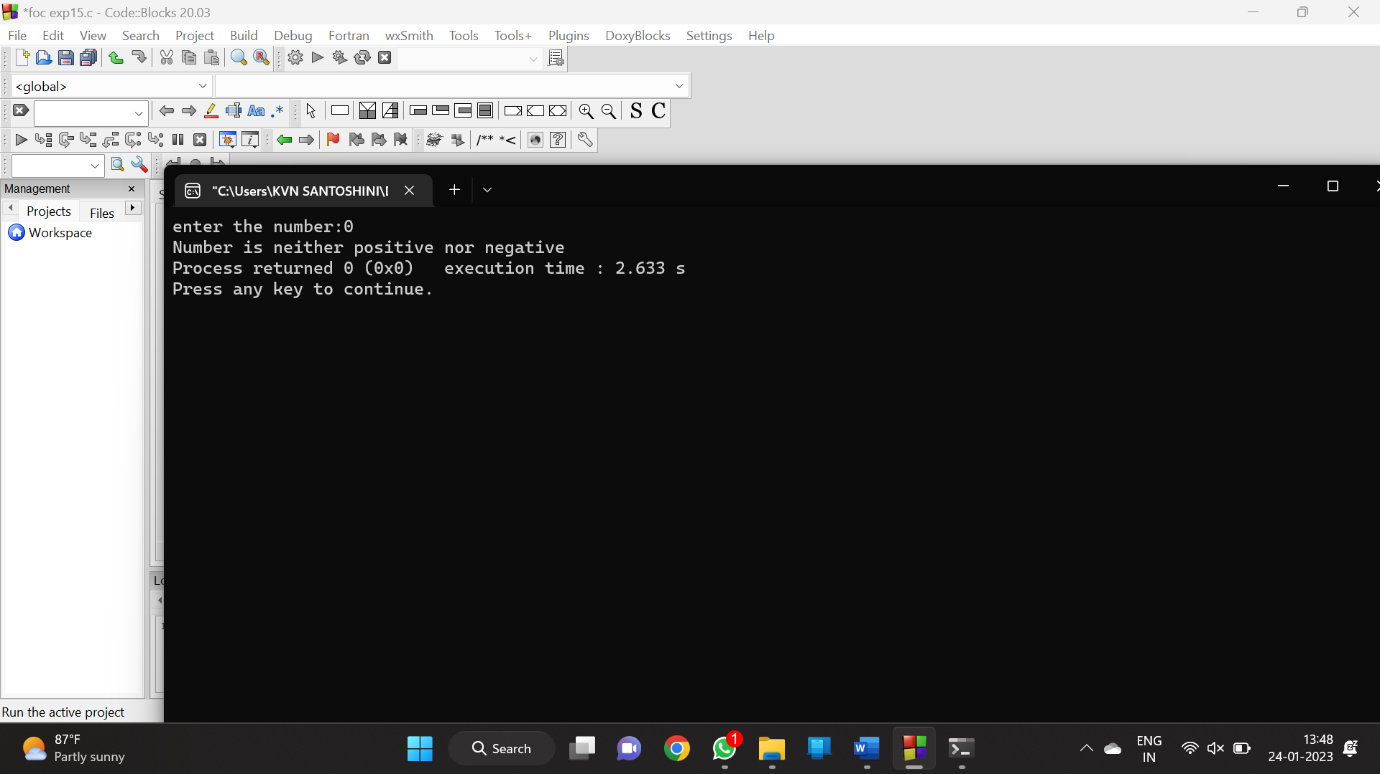 *foc exp15.c - Code::Blocks 20.03
File Edit View Search Project Build Debug Fortran wxSmith Tools Tools+ Plugins DoxyBlocks Settings Help
<global>
S C
/** *<
Management
Projects Files
Workspace
"C:\Users\KVN SANTOSHINI\
enter the number:0
Number is neither positive nor negative
Process returned 0 (0x0) execution time : 2.633 s
Press any key to continue.
Run the active project
87°F
Partly sunny
Search
1
ENG
IN
13:48
24-01-2023